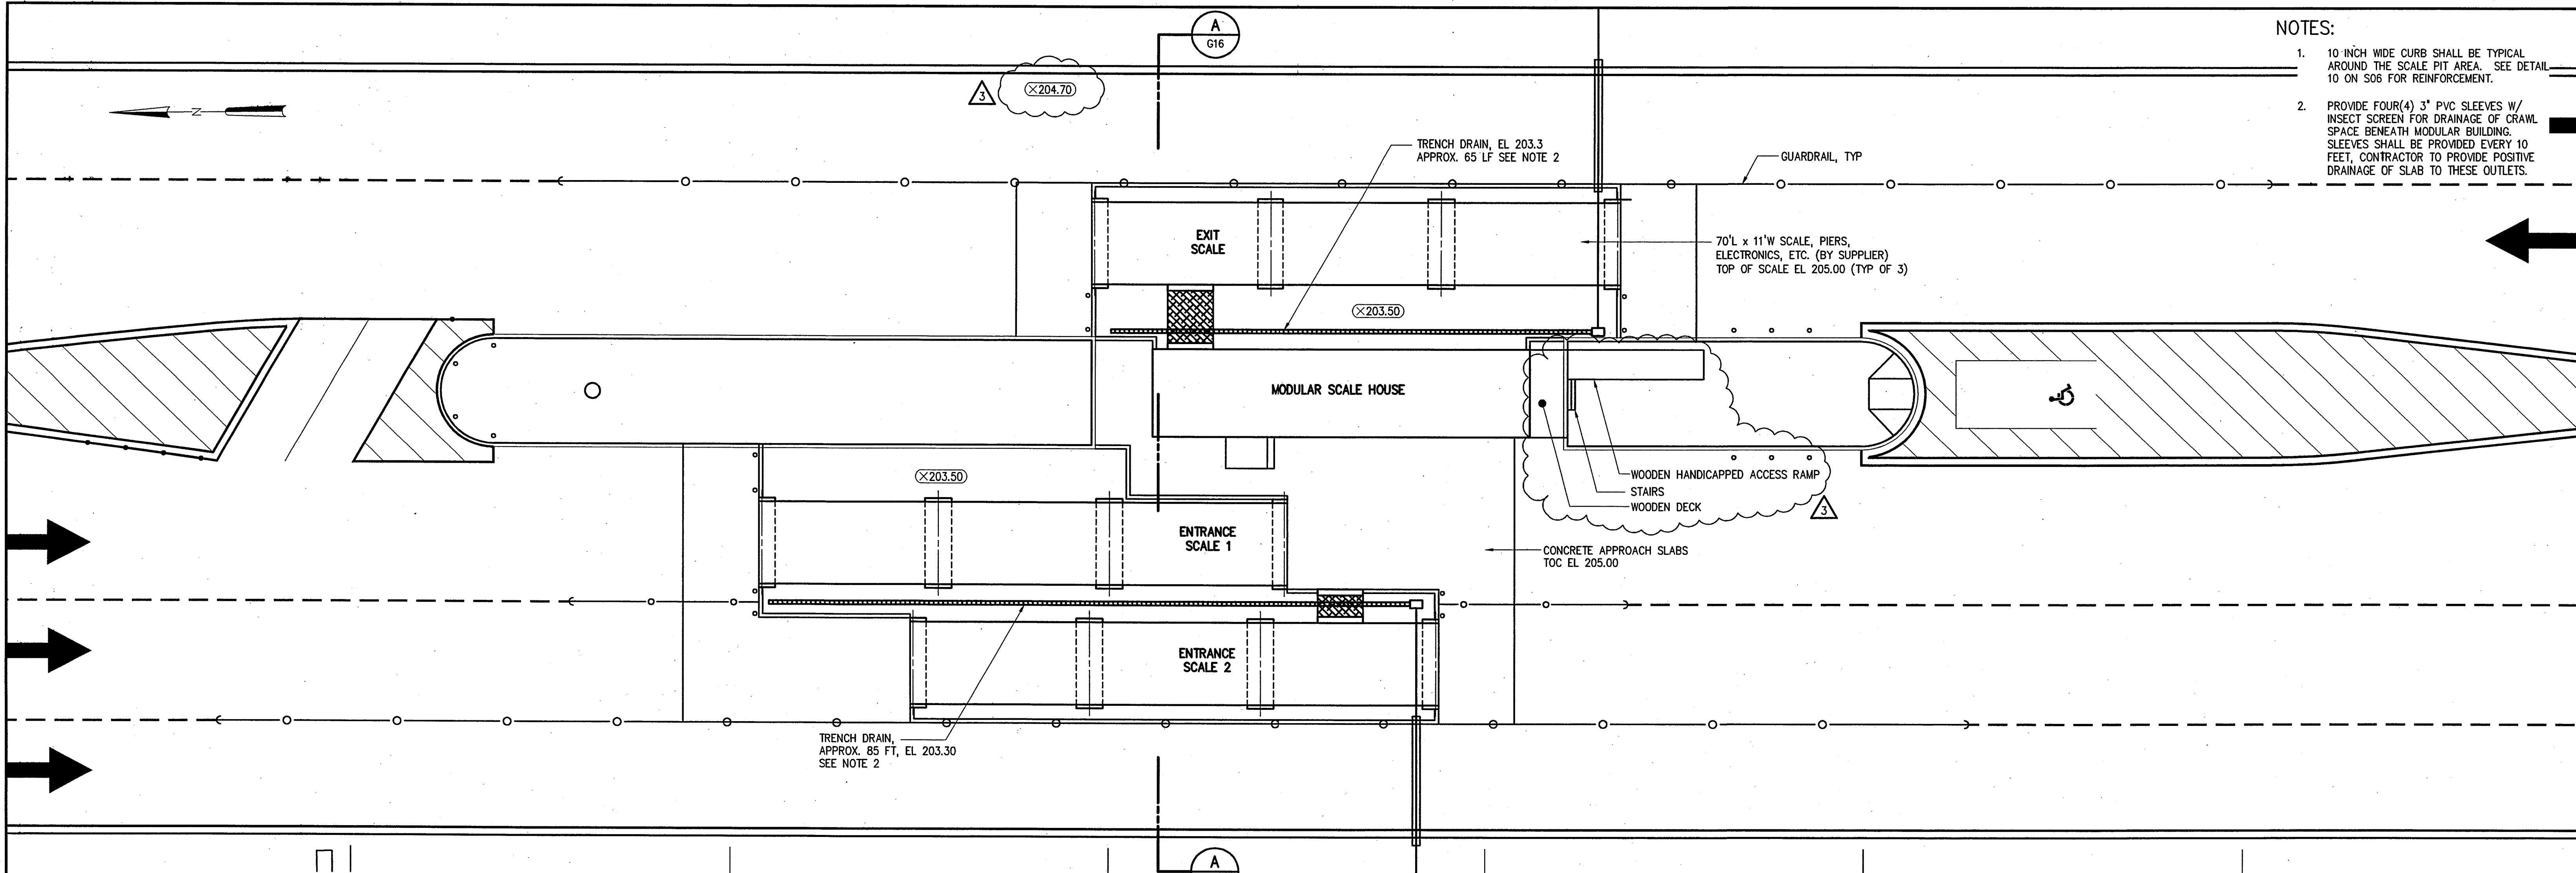 A
G16
NOTES:
1. 10 INCH WIDE CURB SHALL BE TYPICAL
AROUND THE SCALE PIT AREA. SEE DETAIL
10 ON S06 FOR REINFORCEMENT.
2. PROVIDE FOUR(4) 3" PVC SLEEVES W/
INSECT SCREEN FOR DRAINAGE OF CRAWL
SPACE BENEATH MODULAR BUILDING.
SLEEVES SHALL BE PROVIDED EVERY 10
FEET, CONTRACTOR TO PROVIDE POSITIVE
DRAINAGE OF SLAB TO THESE OUTLETS.
3
×204.70
N
TRENCH DRAIN, EL 203.3
APPROX. 65 LF SEE NOTE 2
GUARDRAIL, TYP
EXIT
SCALE
70'L x 11'W SCALE, PIERS,
ELECTRONICS, ETC. (BY SUPPLIER)
TOP OF SCALE EL 205.00 (TYP OF 3)
×203.50
MODULAR SCALE HOUSE
×203.50
WOODEN HANDICAPPED ACCESS RAMP
STAIRS
WOODEN DECK
3
ENTRANCE
SCALE 1
CONCRETE APPROACH SLABS
TOC EL 205.00
ENTRANCE
SCALE 2
TRENCH DRAIN,
APPROX. 85 FT, EL 203.30
SEE NOTE 2
A